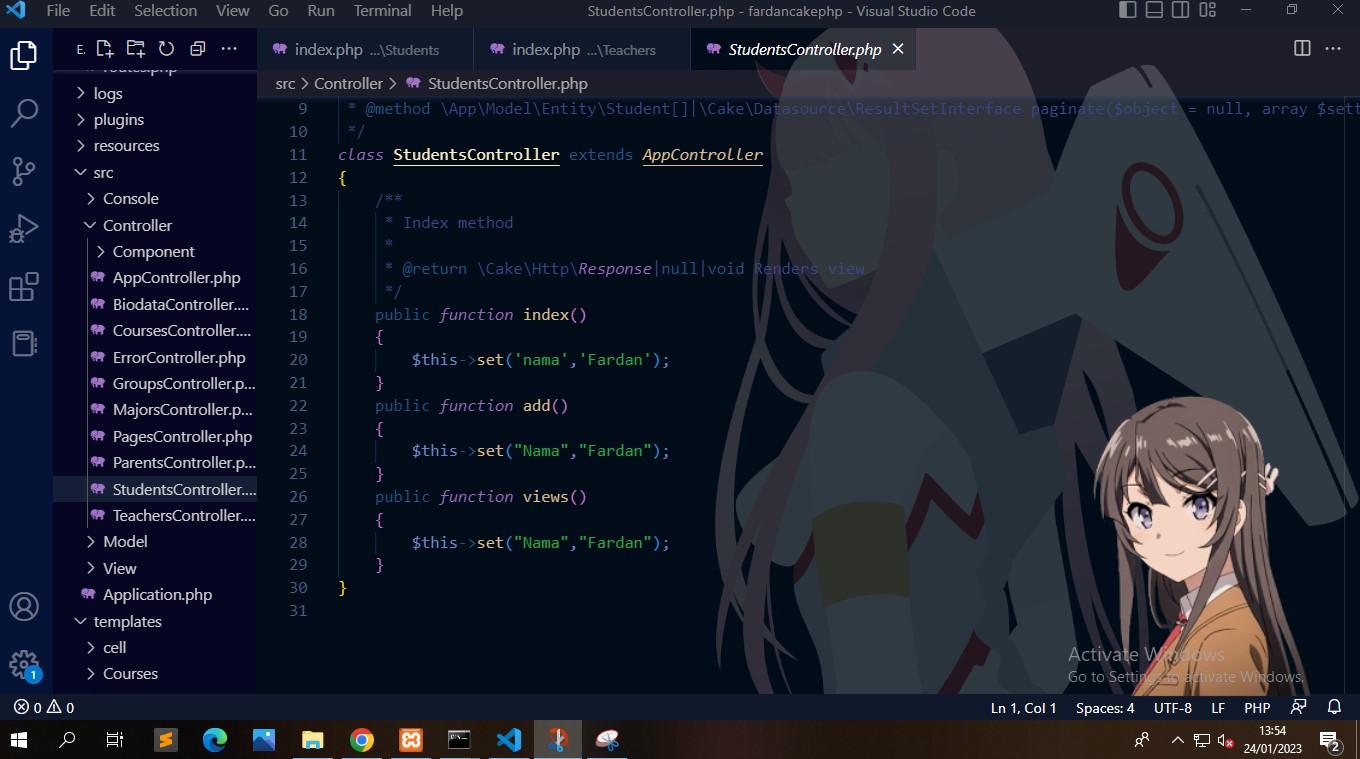 File Edit Selection View Go Run Terminal Help
StudentsController.php - fardancakephp - Visual Studio Code
E.
index.php ...\Students
index.php ...\Teachers
StudentsController.php
src > Controller > StudentsController.php
routes.php
logs
plugins
resources
src
Console
Controller
Component
AppController.php
BiodataController....
CoursesController....
ErrorController.php
GroupsController.p...
MajorsController.p...
PagesController.php
ParentsController.p...
StudentsController....
TeachersController....
Model
View
Application.php
templates
cell
Courses
9 * @method \App\Model\Entity\Student[]|\Cake\Datasource\ResultSetInterface paginate($object = null, array $sett
10 */
11 class StudentsController extends AppController
12 {
13 /**
14 * Index method
15 *
16 * @return \Cake\Http\Response|null|void Renders view
17 */
18 public function index()
19 {
20 $this->set('nama','Fardan');
21 }
22 public function add()
23 {
24 $this->set("Nama","Fardan");
25 }
26 public function views()
27 {
28 $this->set("Nama","Fardan");
29 }
30 }
31
Activate Windows
Go to Settings to activate Windows.
1
0 0
Ln 1, Col 1 Spaces: 4 UTF-8 LF PHP
13:54
24/01/2023
2